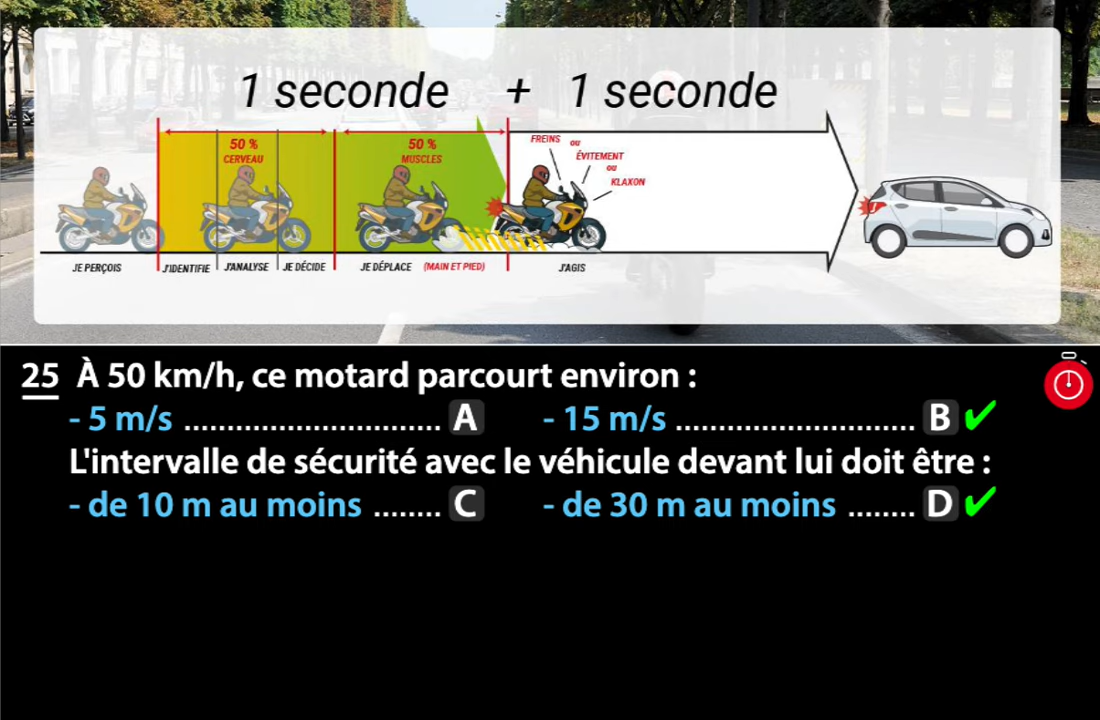 1 seconde + 1 seconde
50 %
CERVEAU
50 %
MUSCLES
FREINS ou
ÉVITEMENT
ou
KLAXON
JE PERÇOIS J'IDENTIFIE J'ANALYSE JE DÉCIDE JE DÉPLACE (MAIN ET PIED) J'AGIS
25 À 50 km/h, ce motard parcourt environ :
- 5 m/s ............................ A - 15 m/s .......................... B ✔
L'intervalle de sécurité avec le véhicule devant lui doit être :
- de 10 m au moins ........ C - de 30 m au moins ........ D ✔